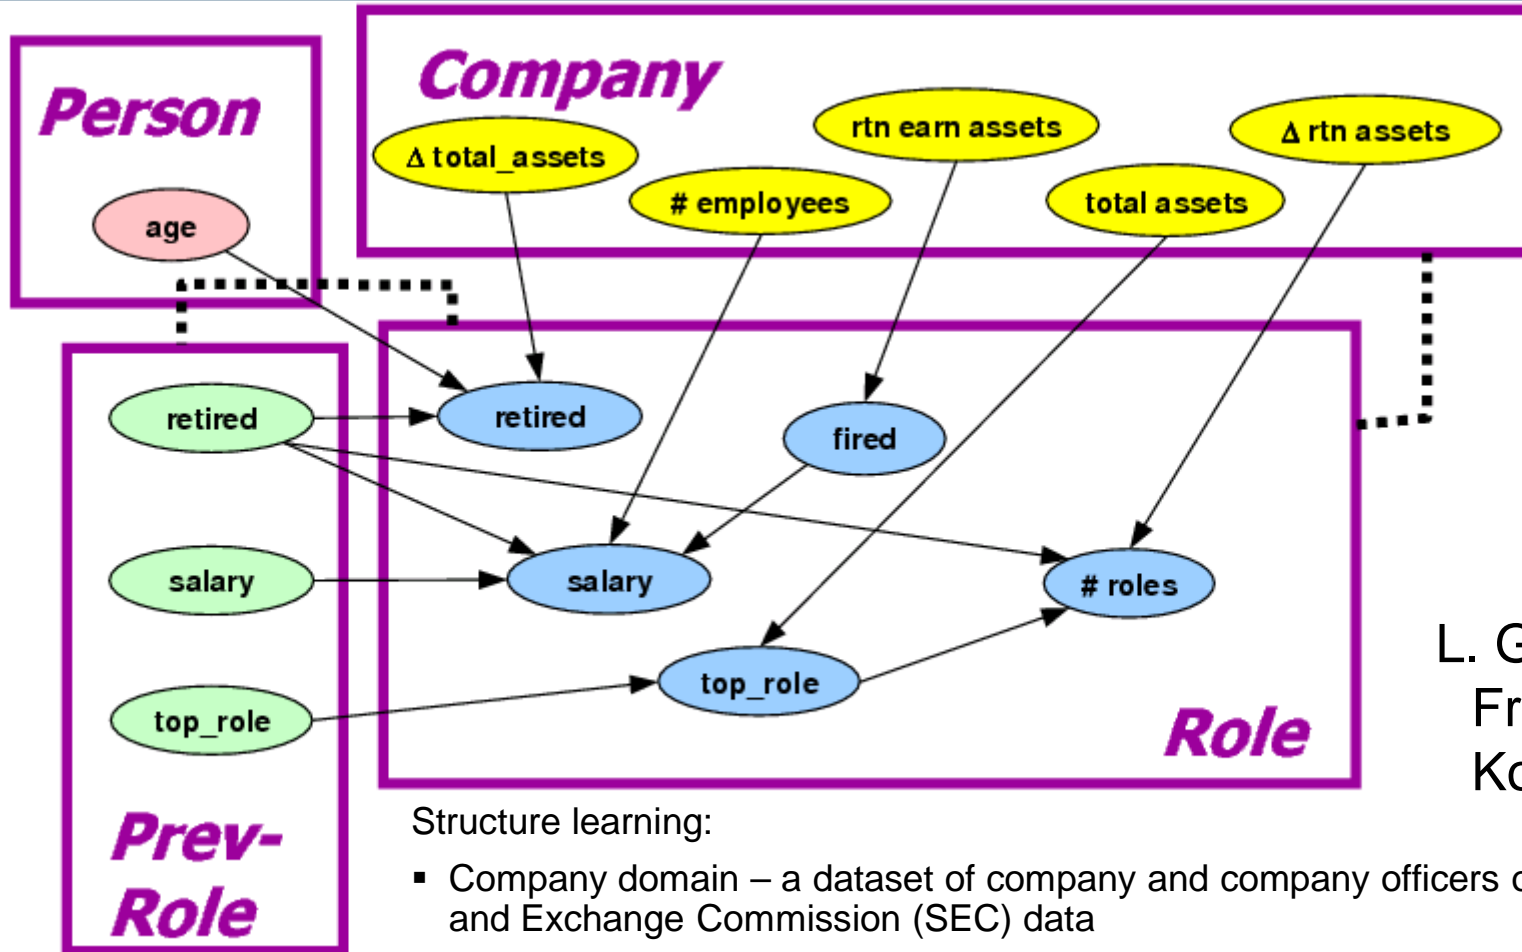 Person
age
Company
Δ total_assets
# employees
rtn earn assets
total assets
Δ rtn assets
retired
salary
top_role
Prev-
Role
retired
fired
salary
# roles
top_role
Role
L.
Structure learning:
▪ Company domain – a dataset of company and company officers
and Exchange Commission (SEC) data